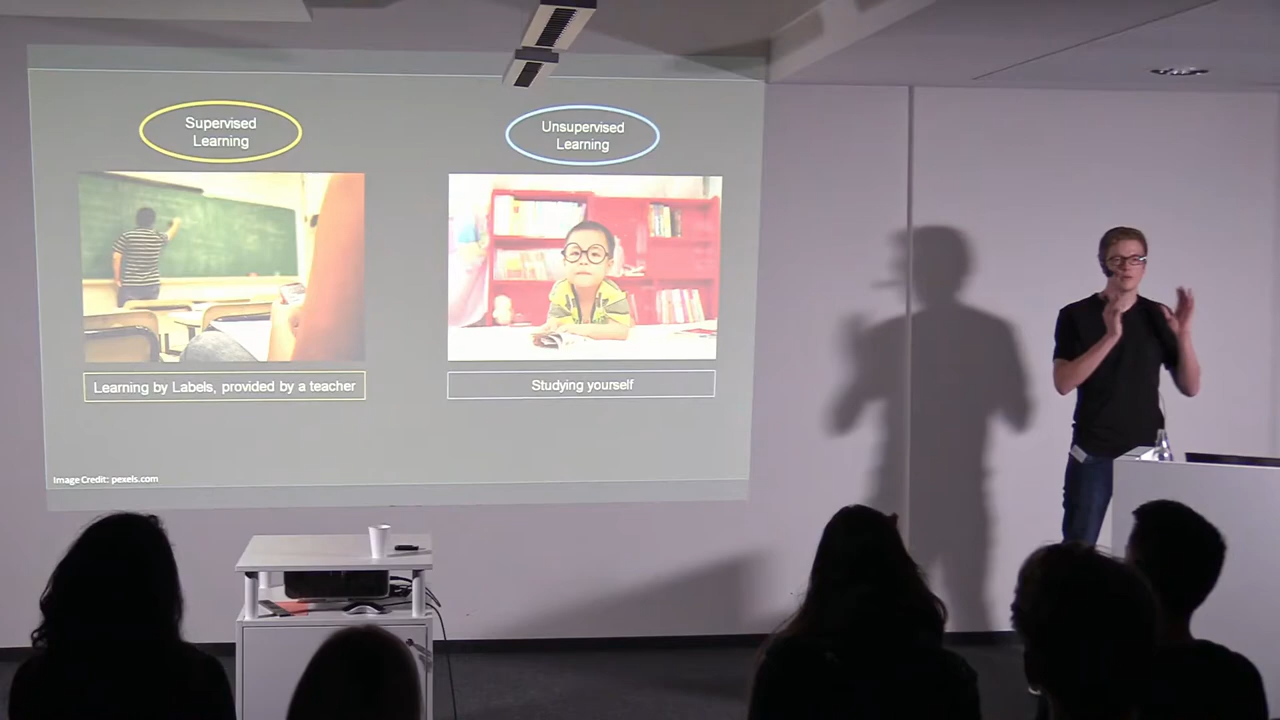 Supervised
Learning
Unsupervised
Learning
Learning by Labels, provided by a teacher
Studying yourself
Image Credit: pexels.com